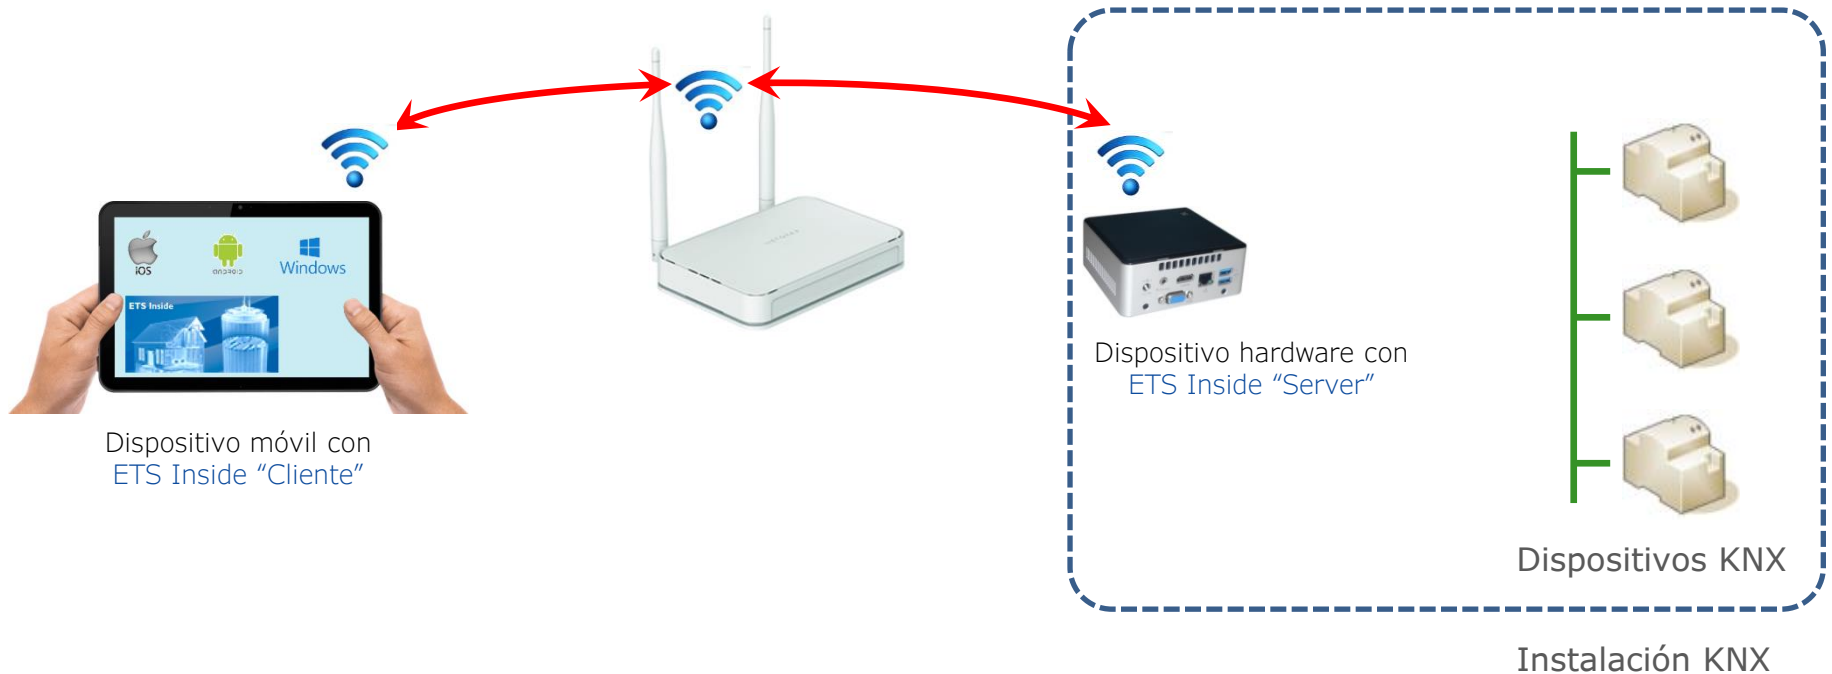 iOS
ANDROID
Windows
ETS Inside
NETGEAR
Dispositivo móvil con
ETS Inside “Cliente”
Dispositivo hardware con
ETS Inside “Server”
Dispositivos KNX
Instalación KNX